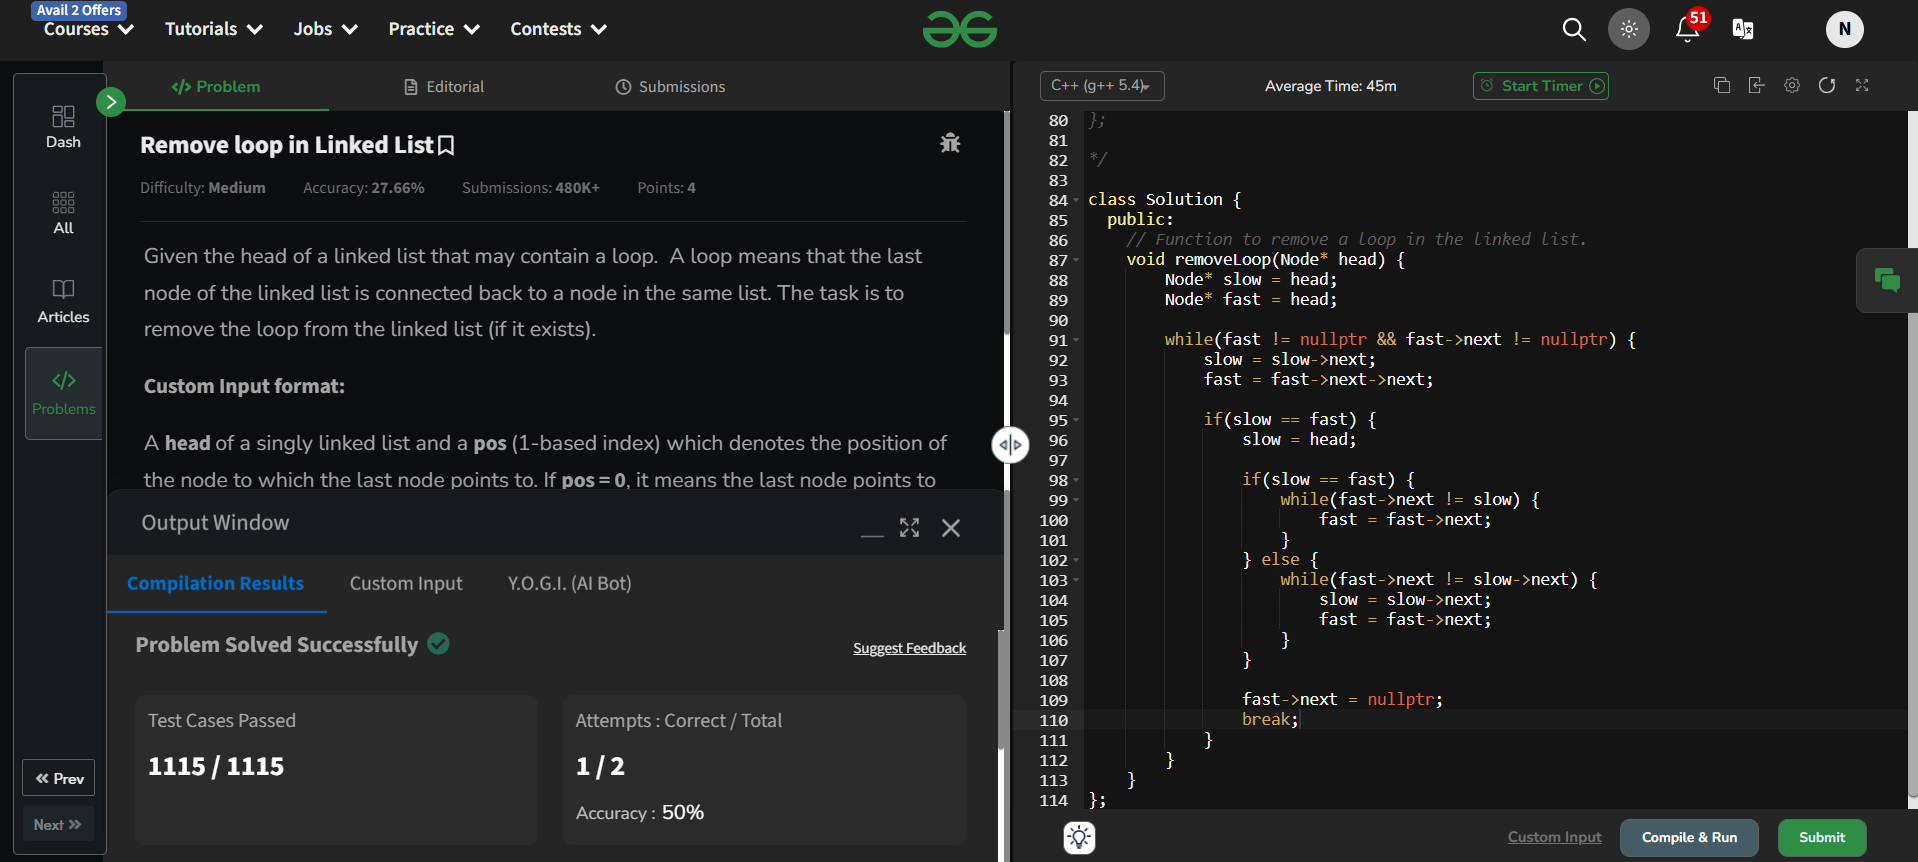 Avail 2 Offers
Courses Tutorials Jobs Practice Contests
51
N
Dash
All
Articles
Problems
Prev
Next
Problem Editorial Submissions
Remove loop in Linked List
Difficulty: Medium Accuracy: 27.66% Submissions: 480K+ Points: 4
Given the head of a linked list that may contain a loop. A loop means that the last
node of the linked list is connected back to a node in the same list. The task is to
remove the loop from the linked list (if it exists).
Custom Input format:
A head of a singly linked list and a pos (1-based index) which denotes the position of
the node to which the last node points to. If pos = 0, it means the last node points to
Output Window
Compilation Results Custom Input Y.O.G.I. (AI Bot)
Problem Solved Successfully
Suggest Feedback
Test Cases Passed
1115 / 1115
Attempts : Correct / Total
1 / 2
Accuracy : 50%
C++ (g++ 5.4)
Average Time: 45m
Start Timer
80 };
81
82 */
83
84 class Solution {
85 public:
86 // Function to remove a loop in the linked list.
87 void removeLoop(Node* head) {
88 Node* slow = head;
89 Node* fast = head;
90
91 while(fast != nullptr && fast->next != nullptr) {
92 slow = slow->next;
93 fast = fast->next->next;
94
95 if(slow == fast) {
96 slow = head;
97
98 if(slow == fast) {
99 while(fast->next != slow) {
100 fast = fast->next;
101 }
102 } else {
103 while(fast->next != slow->next) {
104 slow = slow->next;
105 fast = fast->next;
106 }
107 }
108
109 fast->next = nullptr;
110 break;
111 }
112 }
113 }
114 };
Custom Input
Compile & Run
Submit